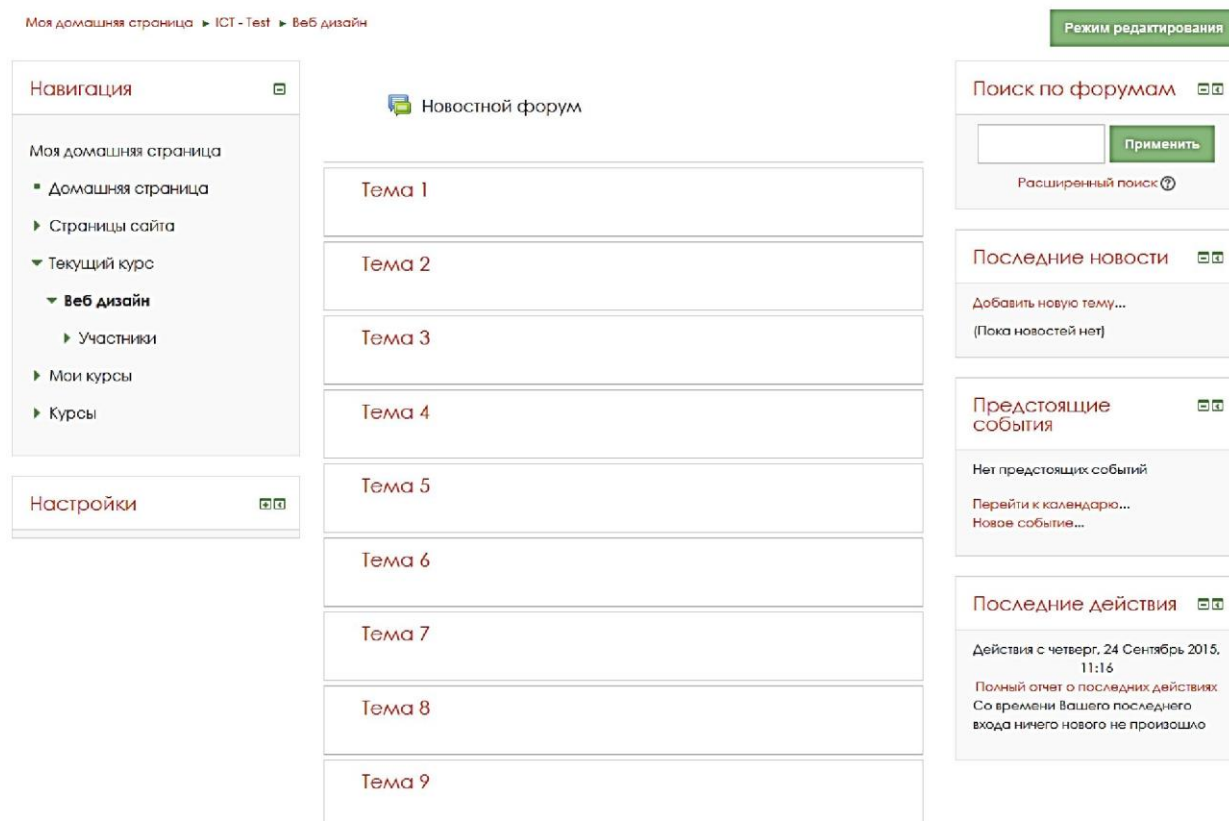 Моя домашняя страница ▸ ICT - Test ▸ Веб дизайн
Режим редактирования
Навигация
Моя домашняя страница
Домашняя страница
Страницы сайта
Текущий курс
Веб дизайн
Участники
Мои курсы
Курсы
Настройки
Новостной форум
Тема 1
Тема 2
Тема 3
Тема 4
Тема 5
Тема 6
Тема 7
Тема 8
Тема 9
Поиск по форумам
Применить
Расширенный поиск
Последние новости
Добавить новую тему...
(Пока новостей нет)
Предстоящие
события
Нет предстоящих событий
Перейти к календарю...
Новое событие...
Последние действия
Действия с четверг, 24 Сентябрь 2015,
11:16
Полный отчет о последних действиях
Со времени Вашего последнего
входа ничего нового не произошло